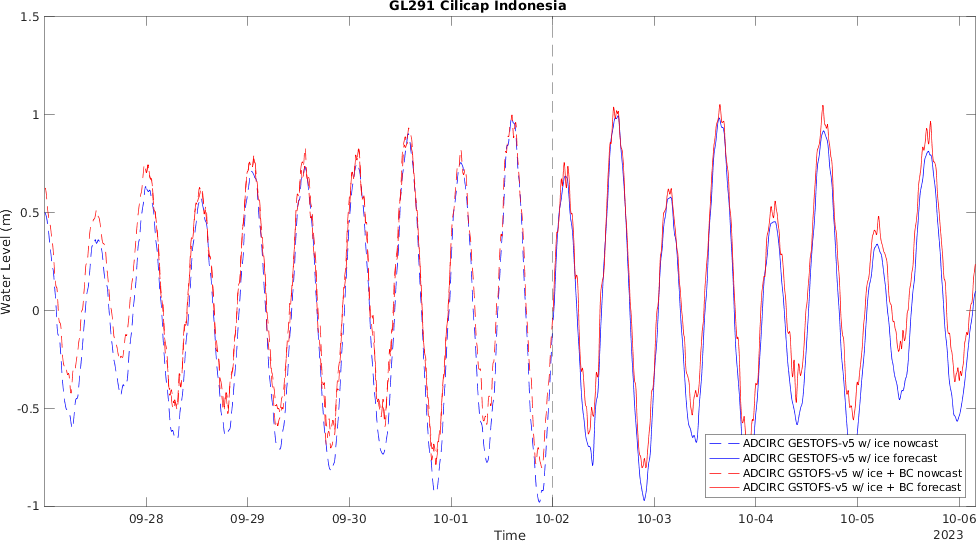 GL291 Cilicap Indonesia
1.5
1
0.5
0
-0.5
-1
Water Level (m)
ADCIRC GESTOFS-v5 w/ ice nowcast
ADCIRC GESTOFS-v5 w/ ice forecast
ADCIRC GSTOFS-v5 w/ ice + BC nowcast
ADCIRC GSTOFS-v5 w/ ice + BC forecast
09-28 09-29 09-30 10-01 10-02 10-03 10-04 10-05 10-06
Time
2023